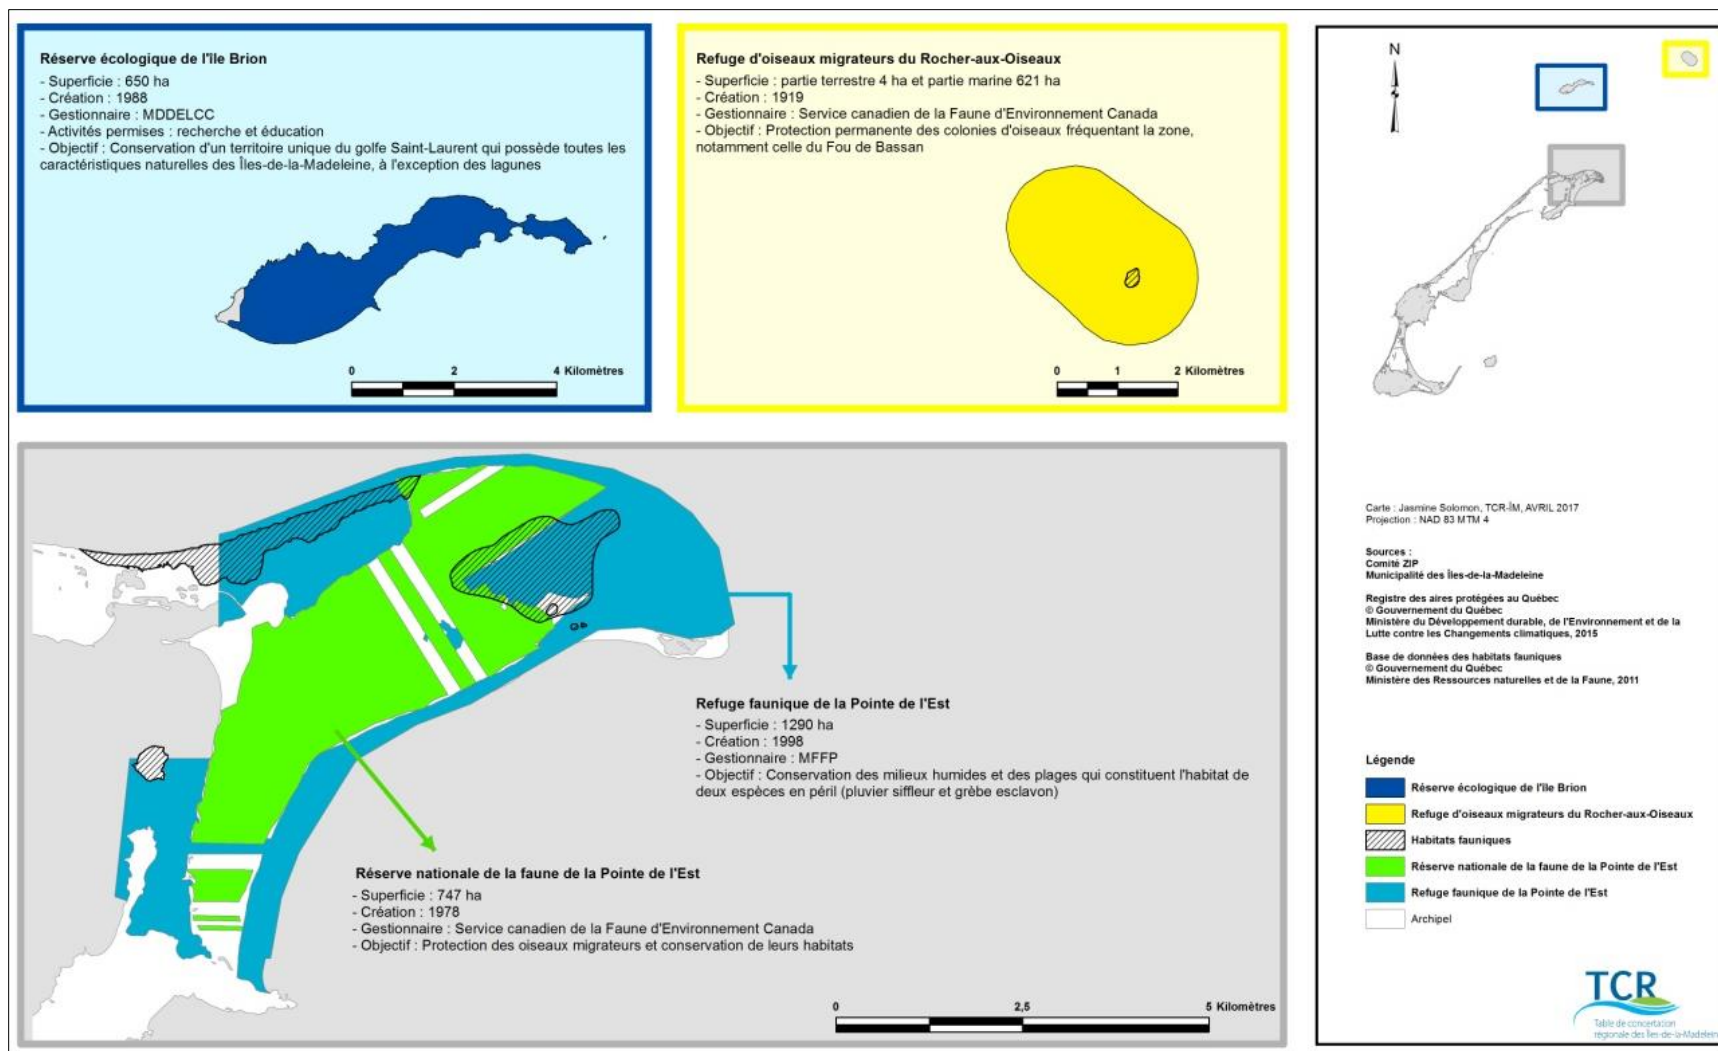 Réserve écologique de l'île Brion
- Superficie : 650 ha
- Création : 1988
- Gestionnaire : MDDELCC
- Activités permises : recherche et éducation
- Objectif : Conservation d'un territoire unique du golfe Saint-Laurent qui possède toutes les
caractéristiques naturelles des Îles-de-la-Madeleine, à l'exception des lagunes
0 2 4 Kilomètres
Refuge d'oiseaux migrateurs du Rocher-aux-Oiseaux
- Superficie : partie terrestre 4 ha et partie marine 621 ha
- Création : 1919
- Gestionnaire : Service canadien de la Faune d'Environnement Canada
- Objectif : Protection permanente des colonies d'oiseaux fréquentant la zone,
notamment celle du Fou de Bassan
0 1 2 Kilomètres
Refuge faunique de la Pointe de l'Est
- Superficie : 1290 ha
- Création : 1998
- Gestionnaire : MFFP
- Objectif : Conservation des milieux humides et des plages qui constituent l'habitat de
deux espèces en péril (pluvier siffleur et grèbe esclavon)
Réserve nationale de la faune de la Pointe de l'Est
- Superficie : 747 ha
- Création : 1978
- Gestionnaire : Service canadien de la Faune d'Environnement Canada
- Objectif : Protection des oiseaux migrateurs et conservation de leurs habitats
0 2,5 5 Kilomètres
N
Carte : Jasmine Solomon, TCR-ÎM, AVRIL 2017
Projection : NAD 83 MTM 4
Sources :
Comité ZIP
Municipalité des Îles-de-la-Madeleine
Registre des aires protégées au Québec
© Gouvernement du Québec
Ministère du Développement durable, de l'Environnement et de la
Lutte contre les Changements climatiques, 2015
Base de données des habitats fauniques
© Gouvernement du Québec
Ministère des Ressources naturelles et de la Faune, 2011
Légende
Réserve écologique de l'île Brion
Refuge d'oiseaux migrateurs du Rocher-aux-Oiseaux
Habitats fauniques
Réserve nationale de la faune de la Pointe de l'Est
Refuge faunique de la Pointe de l'Est
Archipel
TCR
Table de concertation
régionale des Îles-de-la-Madeleine